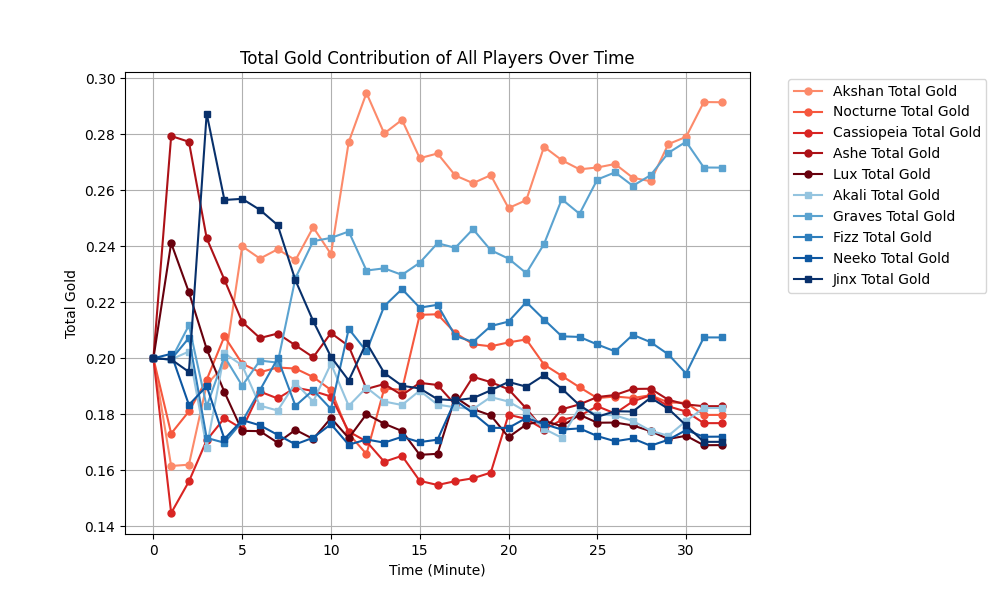 Total Gold Contribution of All Players Over Time
0.30
0.28
0.26
0.24
0.22
0.20
0.18
0.16
0.14
Total Gold
0 5 10 15 20 25 30
Time (Minute)
Akshan Total Gold
Nocturne Total Gold
Cassiopeia Total Gold
Ashe Total Gold
Lux Total Gold
Akali Total Gold
Graves Total Gold
Fizz Total Gold
Neeko Total Gold
Jinx Total Gold